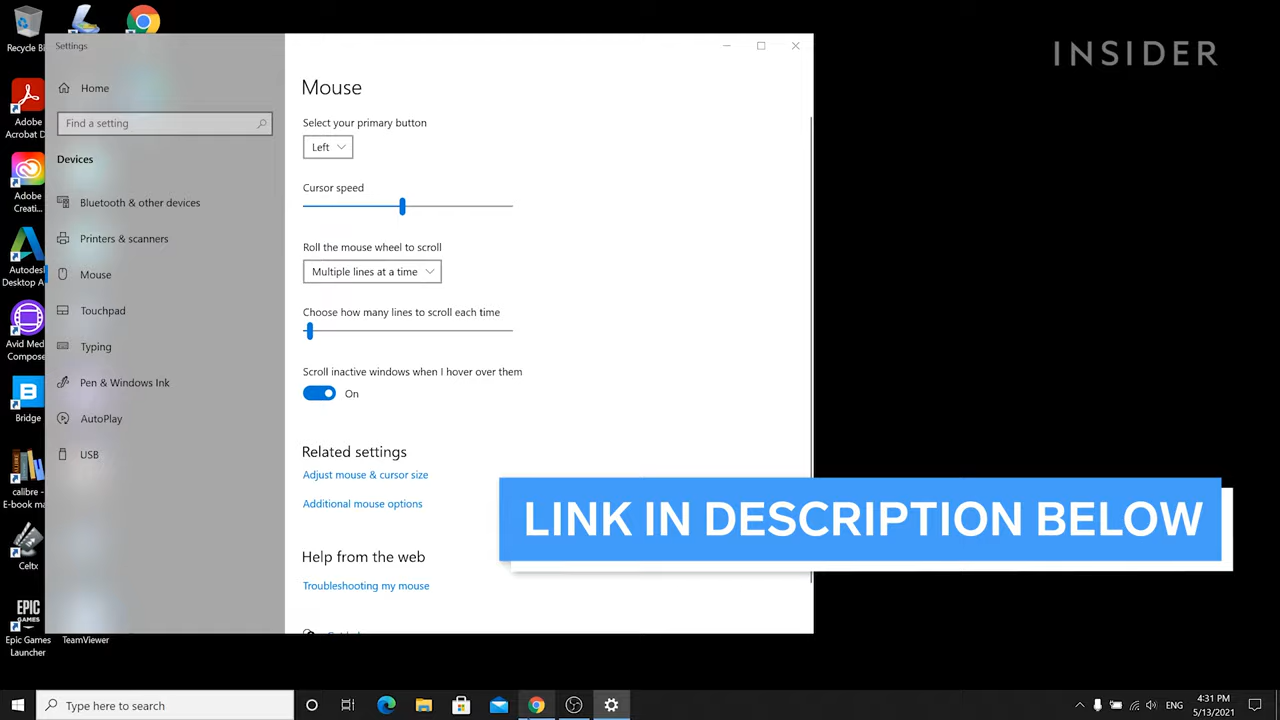 Recycle B
Settings
INSIDER
Home
Find a setting
Devices
Bluetooth & other devices
Printers & scanners
Mouse
Touchpad
Typing
Pen & Windows Ink
AutoPlay
USB
Mouse
Select your primary button
Left
Cursor speed
Roll the mouse wheel to scroll
Multiple lines at a time
Choose how many lines to scroll each time
Scroll inactive windows when I hover over them
On
Related settings
Adjust mouse & cursor size
Additional mouse options
Help from the web
Troubleshooting my mouse
LINK IN DESCRIPTION BELOW
Adobe
Acrobat D
Adobe
Creati...
Autodes
Desktop A
Avid Med
Compose
Bridge
calibre -
E-book ma
Celtx
EPIC
GAMES
Epic Games
Launcher
TeamViewer
Type here to search
4:31 PM
5/13/2021